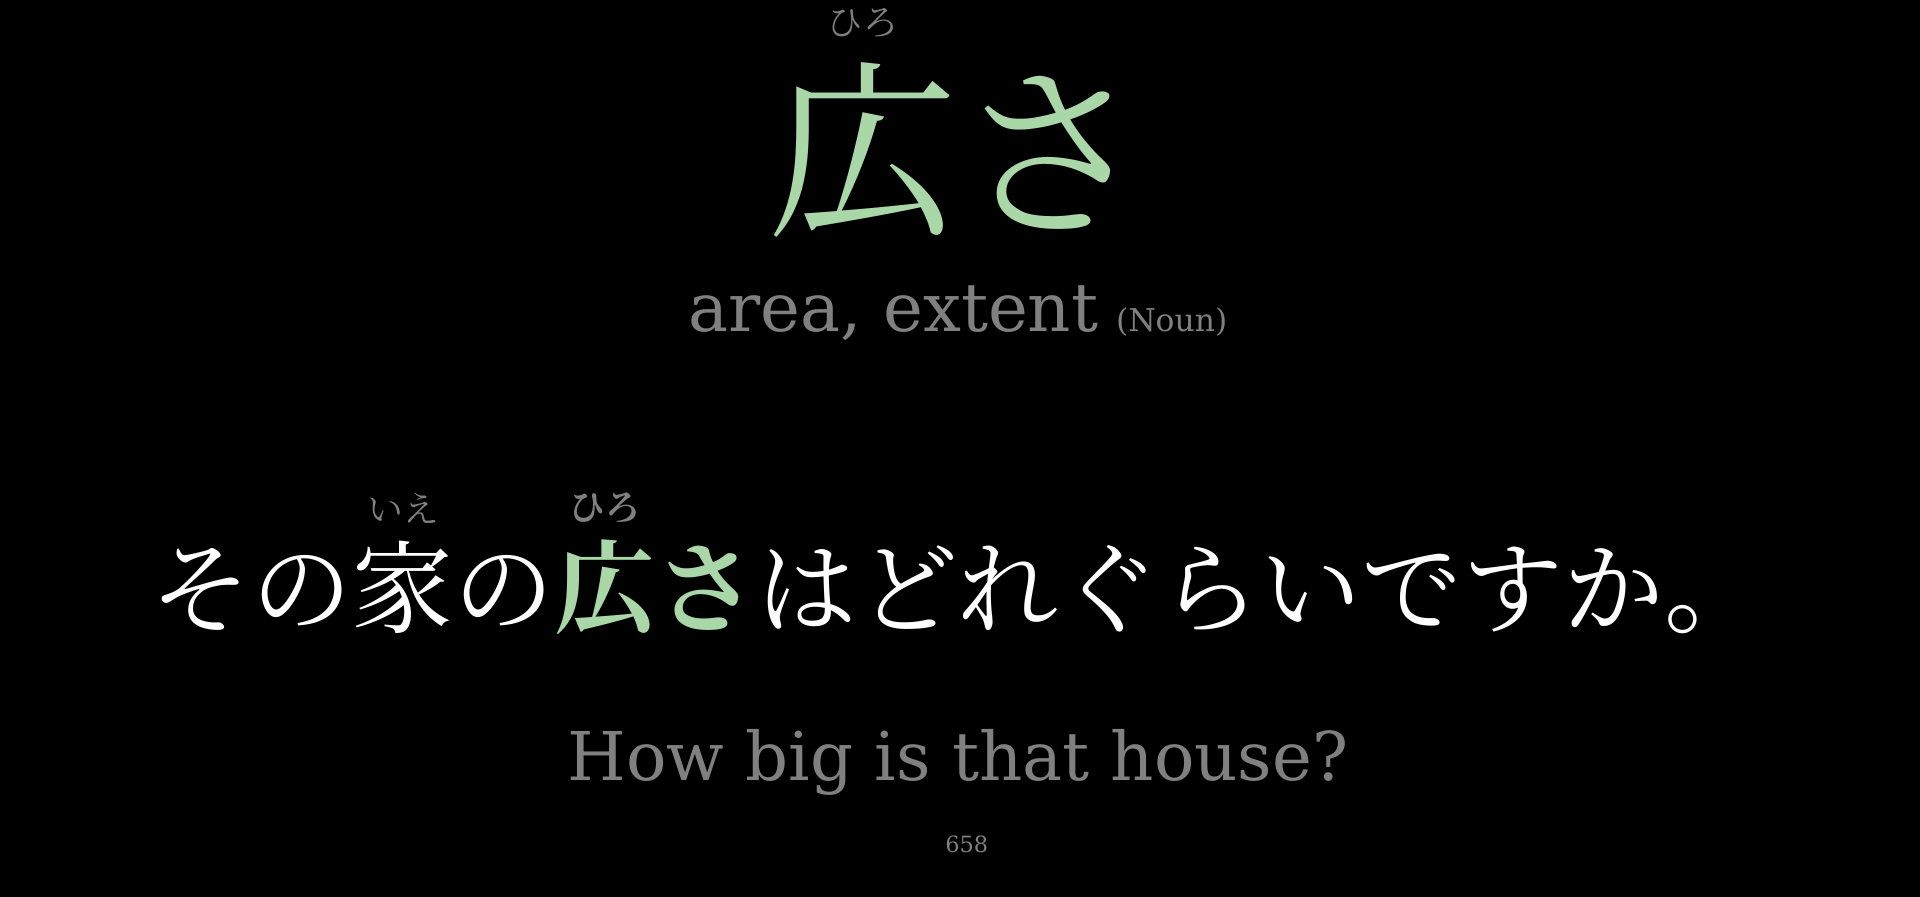 ひろ
広さ
area, extent (Noun)
いえ ひろ
その家の広さはどれぐらいですか。
How big is that house?
658